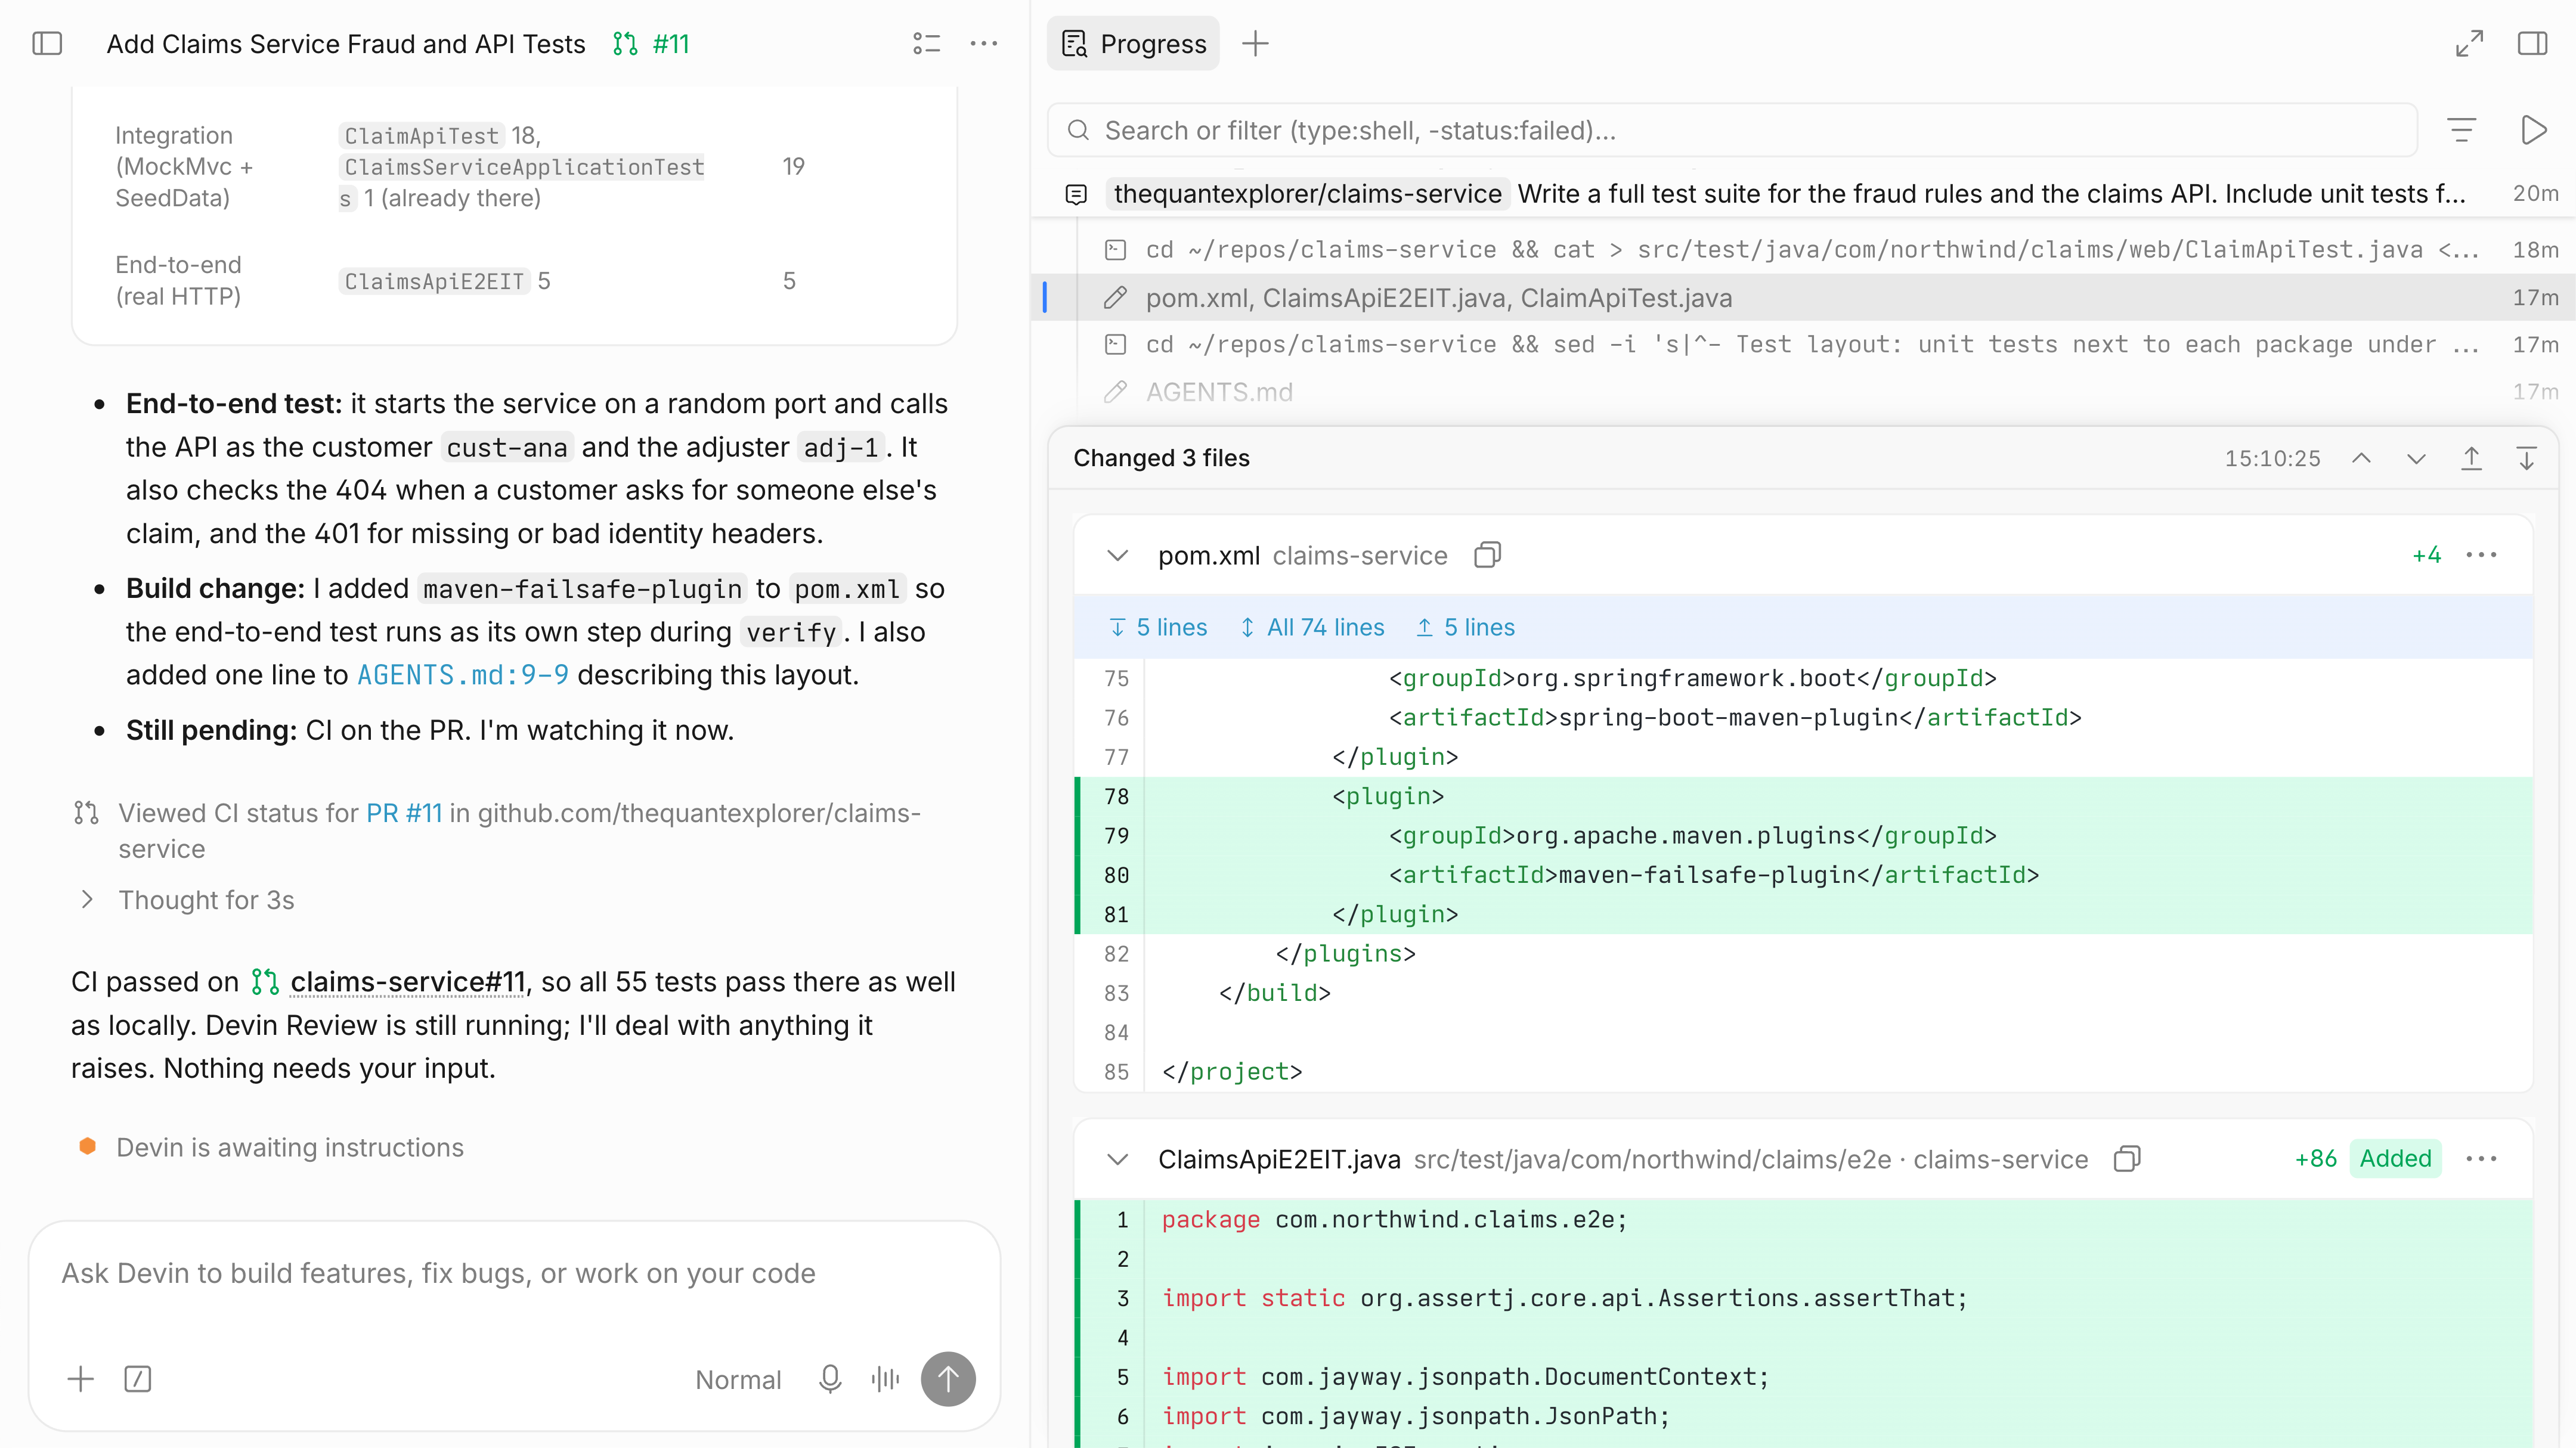 Add Claims Service Fraud and API Tests #11
Integration
(MockMvc +
SeedData)
ClaimApiTest 18,
ClaimsServiceApplicationTest
s 1 (already there)
19
End-to-end
(real HTTP)
ClaimsApiE2EIT 5
5
• End-to-end test: it starts the service on a random port and calls
the API as the customer cust-ana and the adjuster adj-1. It
also checks the 404 when a customer asks for someone else's
claim, and the 401 for missing or bad identity headers.
• Build change: I added maven-failsafe-plugin to pom.xml so
the end-to-end test runs as its own step during verify. I also
added one line to AGENTS.md:9-9 describing this layout.
• Still pending: CI on the PR. I'm watching it now.
Viewed CI status for PR #11 in github.com/thequantexplorer/claims-
service
Thought for 3s
CI passed on claims-service#11, so all 55 tests pass there as well
as locally. Devin Review is still running; I'll deal with anything it
raises. Nothing needs your input.
Devin is awaiting instructions
Ask Devin to build features, fix bugs, or work on your code
Normal
Progress
Search or filter (type:shell, -status:failed)...
thequantexplorer/claims-service Write a full test suite for the fraud rules and the claims API. Include unit tests f... 20m
cd ~/repos/claims-service && cat > src/test/java/com/northwind/claims/web/ClaimApiTest.java <... 18m
pom.xml, ClaimsApiE2EIT.java, ClaimApiTest.java 17m
cd ~/repos/claims-service && sed -i 's|^- Test layout: unit tests next to each package under ... 17m
AGENTS.md 17m
Changed 3 files 15:10:25
pom.xml claims-service +4
5 lines All 74 lines 5 lines
75 <groupId>org.springframework.boot</groupId>
76 <artifactId>spring-boot-maven-plugin</artifactId>
77 </plugin>
78 <plugin>
79 <groupId>org.apache.maven.plugins</groupId>
80 <artifactId>maven-failsafe-plugin</artifactId>
81 </plugin>
82 </plugins>
83 </build>
84
85 </project>
ClaimsApiE2EIT.java src/test/java/com/northwind/claims/e2e · claims-service +86 Added
1 package com.northwind.claims.e2e;
2
3 import static org.assertj.core.api.Assertions.assertThat;
4
5 import com.jayway.jsonpath.DocumentContext;
6 import com.jayway.jsonpath.JsonPath;